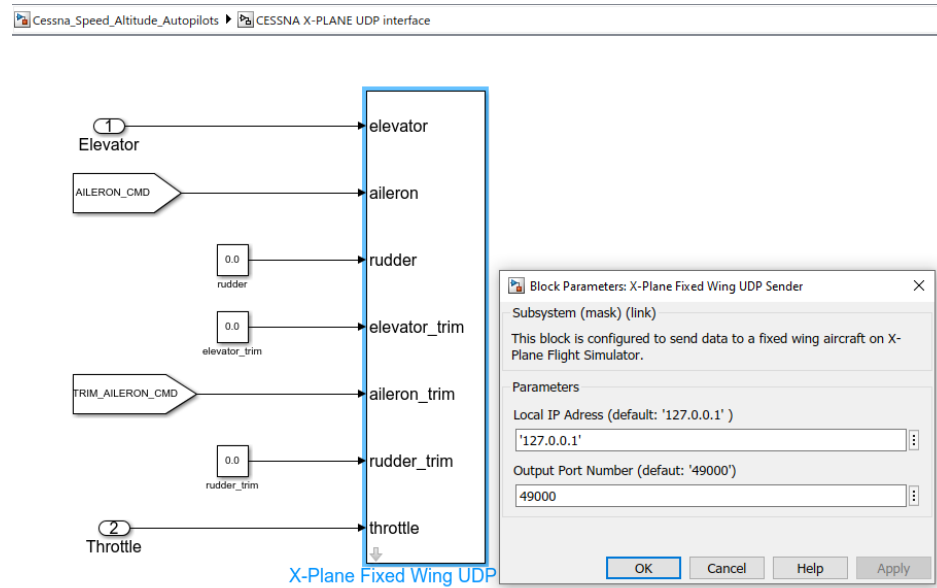 Cessna_Speed_Altitude_Autopilots CESSNA X-PLANE UDP interface
1
Elevator
elevator
AILERON_CMD
aileron
0.0
rudder
rudder
0.0
elevator_trim
elevator_trim
TRIM_AILERON_CMD
aileron_trim
0.0
rudder_trim
rudder_trim
2
Throttle
throttle
X-Plane Fixed Wing UDP
Block Parameters: X-Plane Fixed Wing UDP Sender
Subsystem (mask) (link)
This block is configured to send data to a fixed wing aircraft on X-
Plane Flight Simulator.
Parameters
Local IP Adress (default: '127.0.0.1' )
'127.0.0.1'
Output Port Number (defaut: '49000')
49000
OK Cancel Help Apply